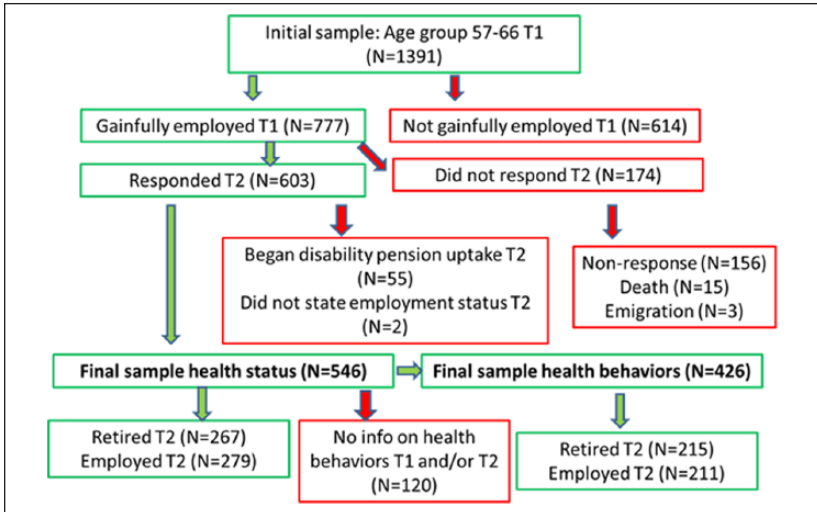 Initial sample: Age group 57-66 T1
(N=1391)
Gainfully employed T1 (N=777)
Not gainfully employed T1 (N=614)
Responded T2 (N=603)
Did not respond T2 (N=174)
Began disability pension uptake T2
(N=55)
Did not state employment status T2
(N=2)
Non-response (N=156)
Death (N=15)
Emigration (N=3)
Final sample health status (N=546)
Final sample health behaviors (N=426)
Retired T2 (N=267)
Employed T2 (N=279)
No info on health
behaviors T1 and/or T2
(N=120)
Retired T2 (N=215)
Employed T2 (N=211)